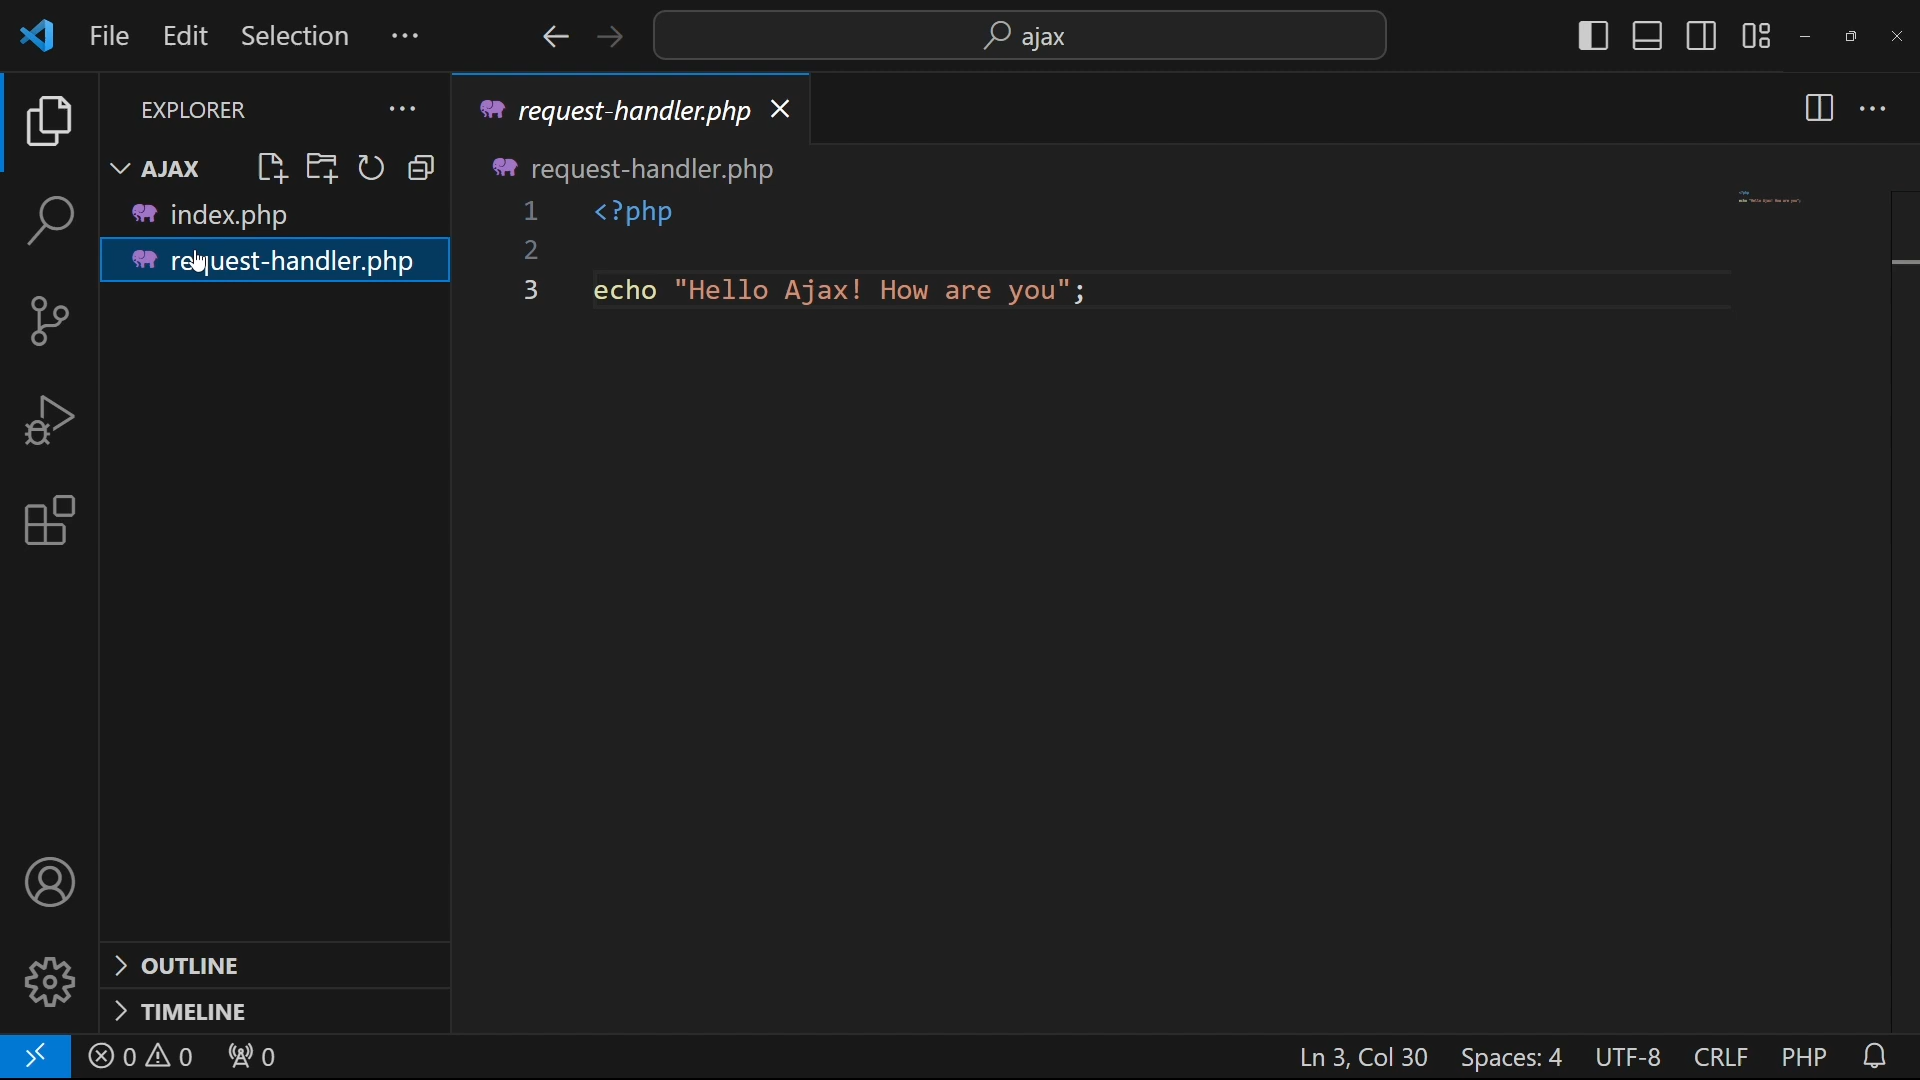 File Edit Selection ···
ajax
EXPLORER ···
request-handler.php
AJAX
request-handler.php
index.php
request-handler.php
1 <?php
2
3 echo "Hello Ajax! How are you";
OUTLINE
TIMELINE
0 0 0
Ln 3, Col 30 Spaces: 4 UTF-8 CRLF PHP